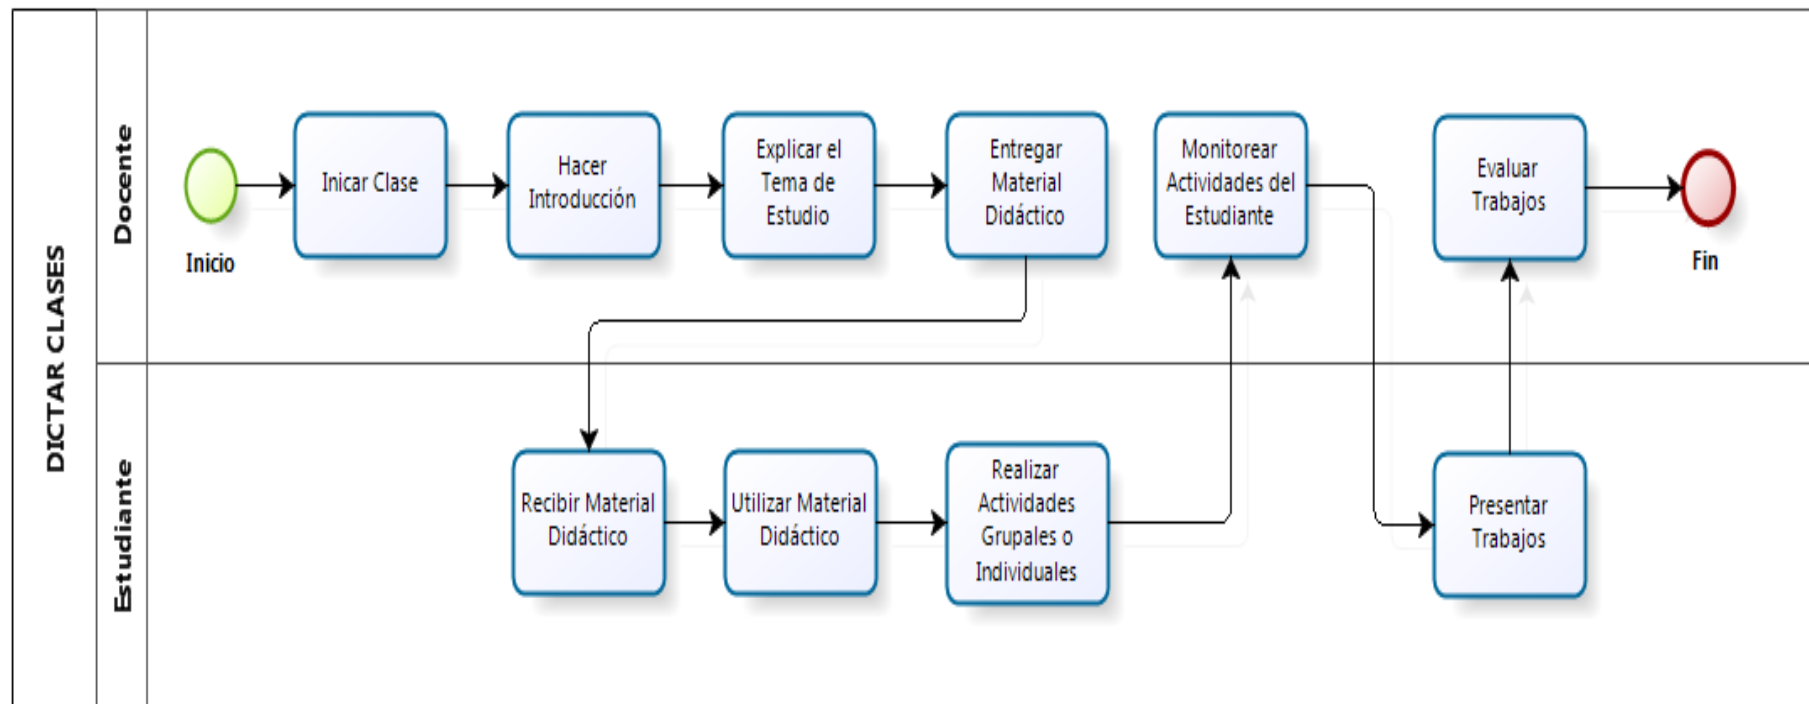 DICTAR CLASES
Docente
Inicio
Inicar Clase
Hacer
Introducción
Explicar el
Tema de
Estudio
Entregar
Material
Didáctico
Monitorear
Actividades del
Estudiante
Evaluar
Trabajos
Fin
Estudiante
Recibir Material
Didáctico
Utilizar Material
Didáctico
Realizar
Actividades
Grupales o
Individuales
Presentar
Trabajos